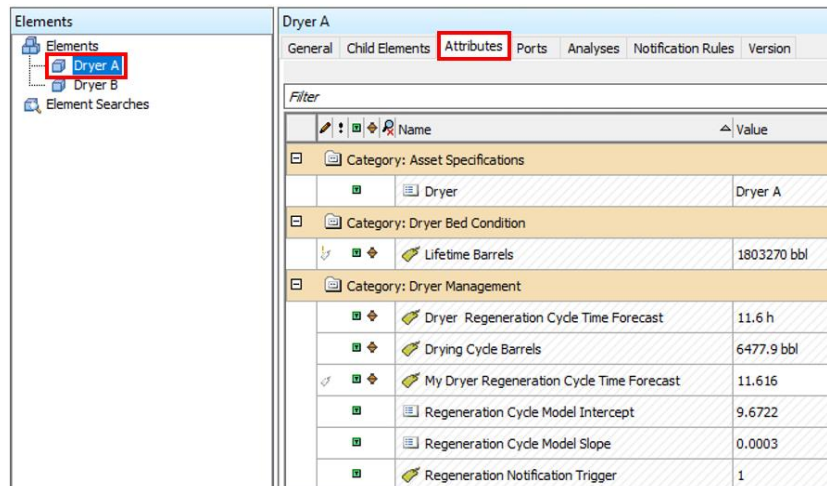 Elements
Elements
Dryer A
Dryer B
Element Searches
Dryer A
General Child Elements Attributes Ports Analyses Notification Rules Version
Filter
Name Value
Category: Asset Specifications
Dryer Dryer A
Category: Dryer Bed Condition
Lifetime Barrels 1803270 bbl
Category: Dryer Management
Dryer Regeneration Cycle Time Forecast 11.6 h
Drying Cycle Barrels 6477.9 bbl
My Dryer Regeneration Cycle Time Forecast 11.616
Regeneration Cycle Model Intercept 9.6722
Regeneration Cycle Model Slope 0.0003
Regeneration Notification Trigger 1